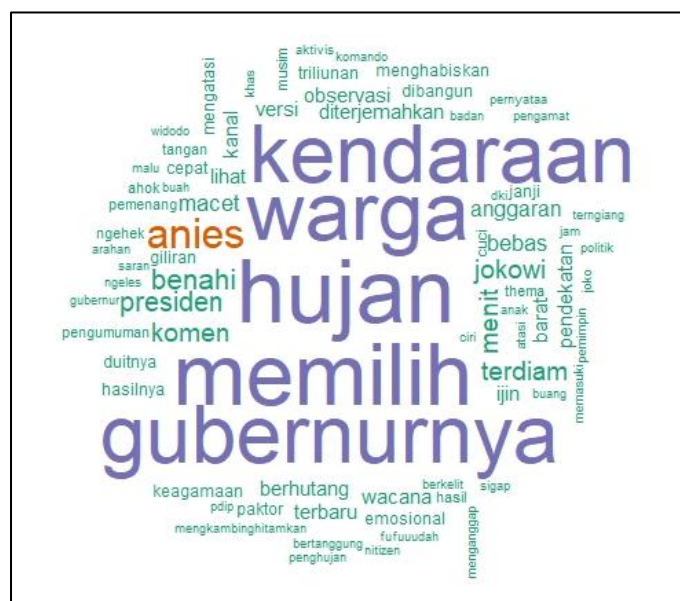 aktivis
komando
musim
khas
triliunan
menghabiskan
mengatasi
observasi
dibangun
pernyataa
versi
diterjemahkan
badan
pengamat
kanal
widodo
tangan
kendaraan
malu
cepat
lihat
buah
ahok
dki
janji
pemenang
macet
warga
anggaran
terngiang
ngehek
anies
cuci
bebas
jam
politik
arahan
giliran
saran
benahi
hujan
jokowi
thema
joko
ngeles
menit
anak
barat
pendekatan
gubernur
presiden
atasi
pemimpin
pengumuman
komen
oiri
terdiam
memasuki
duitnya
memilih
hasilnya
ijin
buang
gubernurnya
keagamaan
berhutang
berkelit
sigap
wacana
hasil
pdip
paktor
terbaru
emosional
mengkambinghitamkan
fufuuudah
menganggap
bertanggung
nitizen
penghujan